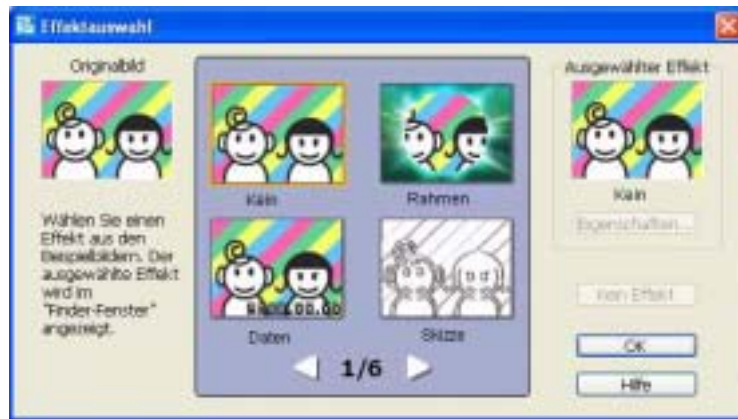 Effektauswahl
Originalbild
Wählen Sie einen
Effekt aus den
Beispielbildern. Der
ausgewählte Effekt
wird im
"Finder-Fenster"
angezeigt.
Kein
Rahmen
Daten
Skizze
1/6
Ausgewählter Effekt
Kein
Eigenschaften...
Kein Effekt
OK
Hilfe